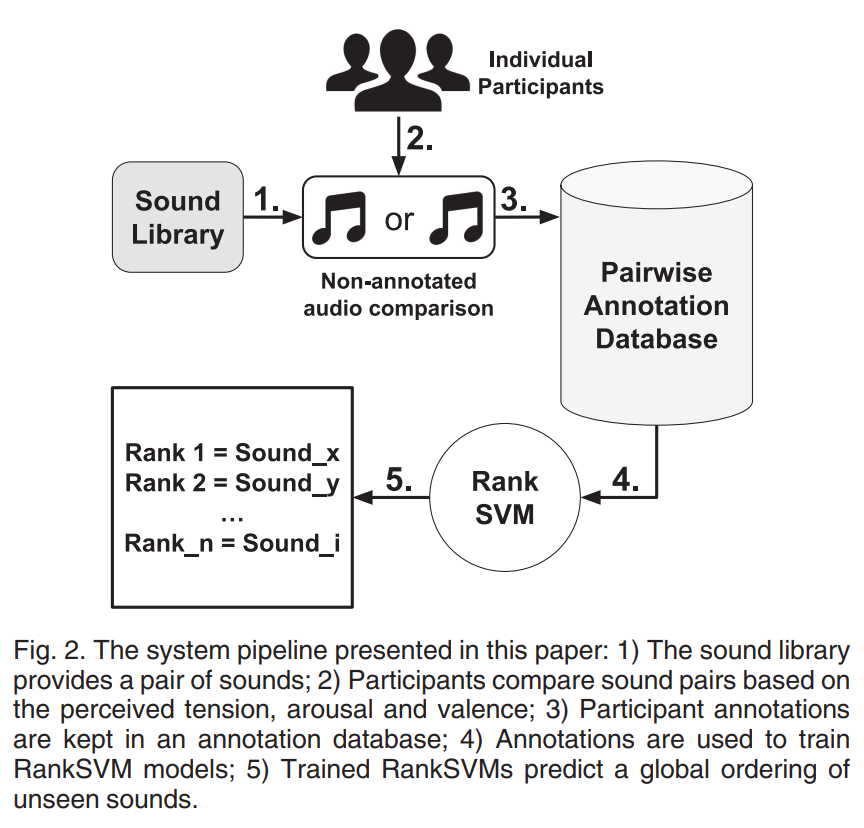 Individual
Participants
2.
Sound
Library
1.
or
3.
Non-annotated
audio comparison
Pairwise
Annotation
Database
Rank 1 = Sound_x
Rank 2 = Sound_y
...
Rank_n = Sound_i
5.
Rank
SVM
4.
Fig. 2. The system pipeline presented in this paper: 1) The sound library
provides a pair of sounds; 2) Participants compare sound pairs based on
the perceived tension, arousal and valence; 3) Participant annotations
are kept in an annotation database; 4) Annotations are used to train
RankSVM models; 5) Trained RankSVMs predict a global ordering of
unseen sounds.